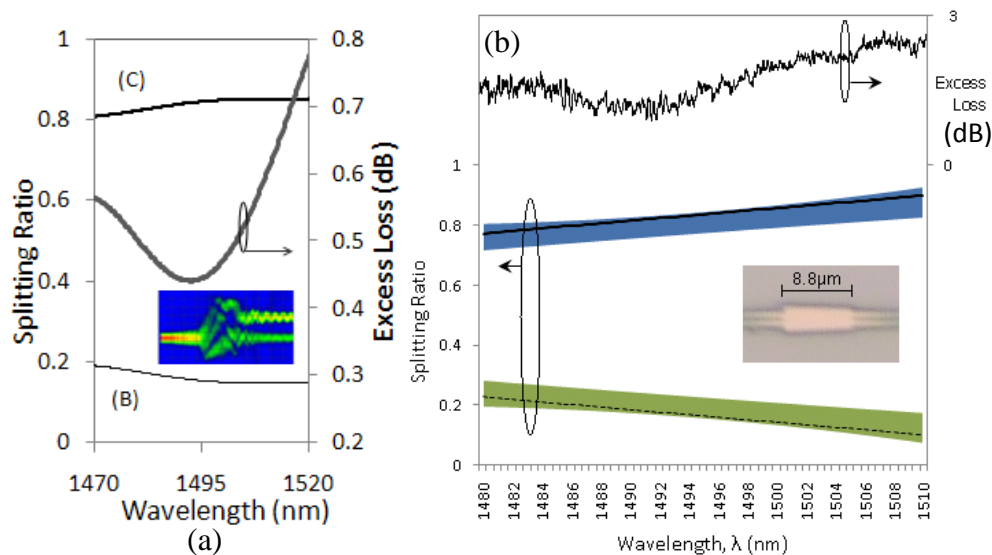 (a)
Splitting Ratio
1
0.8
0.6
0.4
0.2
0
(C)
(B)
0.8
0.7
0.6
0.5
0.4
0.3
0.2
Excess Loss (dB)
1470 1495 1520
Wavelength (nm)
(b)
3
Excess
Loss
(dB)
0
Splitting Ratio
1
0.8
0.6
0.4
0.2
0
8.8μm
1480 1482 1484 1486 1488 1490 1492 1494 1496 1498 1500 1502 1504 1506 1508 1510
Wavelength, λ (nm)